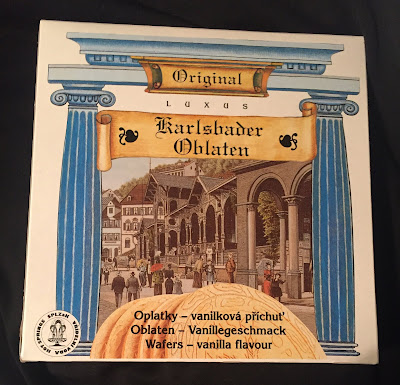 Original
LUXUS
Karlsbader
Oblaten
Oplatky – vanilková příchuť
Oblaten – Vanillegeschmack
Wafers – vanilla flavour